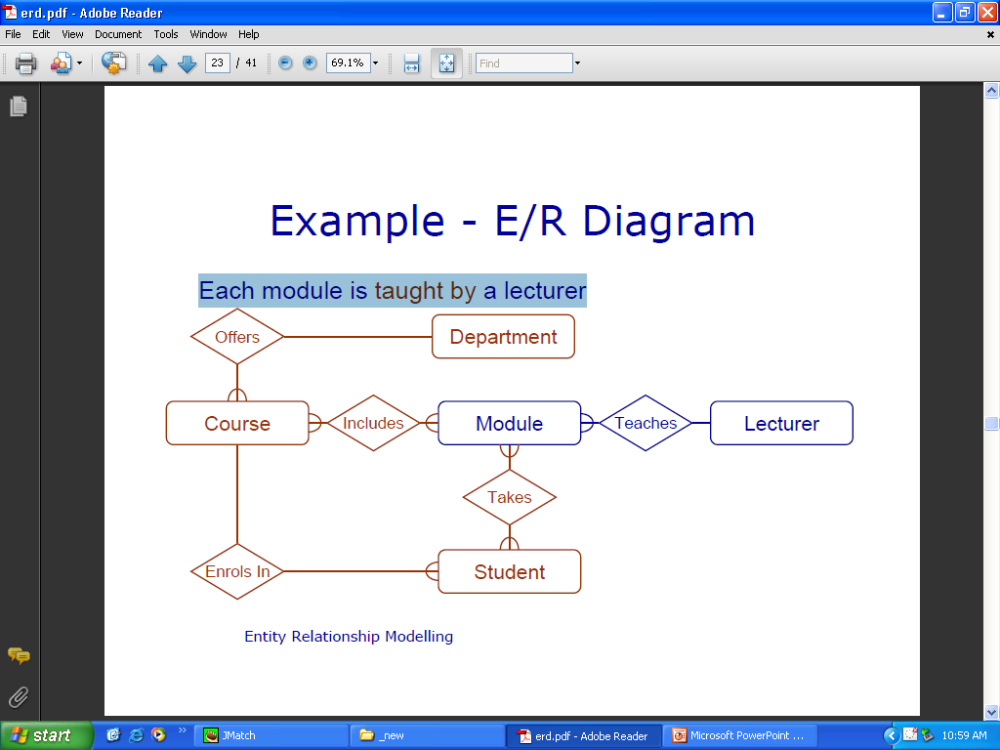 erd.pdf - Adobe Reader
File Edit View Document Tools Window Help
23 / 41 69.1% Find
Example - E/R Diagram
Each module is taught by a lecturer
Offers Department
Course Includes Module Teaches Lecturer
Takes
Enrols In Student
Entity Relationship Modelling
start JMatch _new erd.pdf - Adobe Reader Microsoft PowerPoint ... 10:59 AM